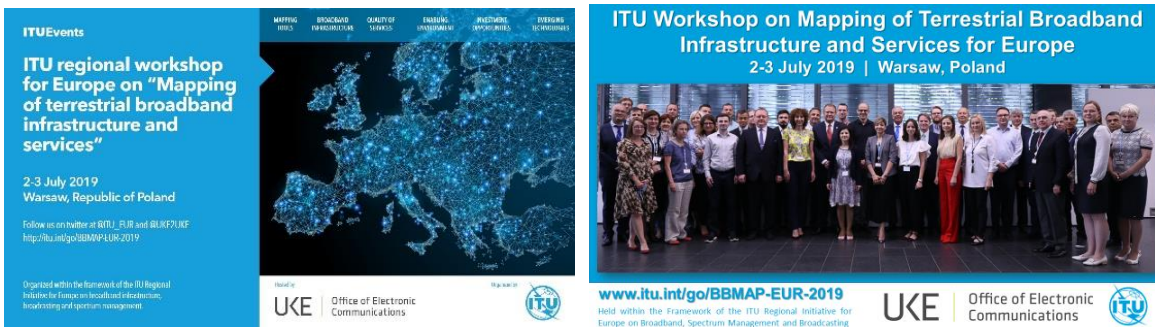 ITUEvents
ITU regional workshop
for Europe on “Mapping
of terrestrial broadband
infrastructure and
services”
2-3 July 2019
Warsaw, Republic of Poland
Follow us on twitter at @ITU_EUR and @UKE2UKE
http://itu.int/go/BBMAP-EUR-2019
Organized within the framework of the ITU Regional
Initiative for Europe on broadband infrastructure,
broadcasting and spectrum management.
MAPPING
TOOLS
BROADBAND
INFRASTRUCTURE
QUALITY OF
SERVICES
ENABLING
ENVIRONMENT
INVESTMENT
OPPORTUNITIES
EMERGING
TECHNOLOGIES
Hosted by
UKE
Office of Electronic
Communications
Organized by
ITU
ITU Workshop on Mapping of Terrestrial Broadband
Infrastructure and Services for Europe
2-3 July 2019 | Warsaw, Poland
www.itu.int/go/BBMAP-EUR-2019
Held within the Framework of the ITU Regional Initiative for
Europe on Broadband, Spectrum Management and Broadcasting
UKE
Office of Electronic
Communications
ITU